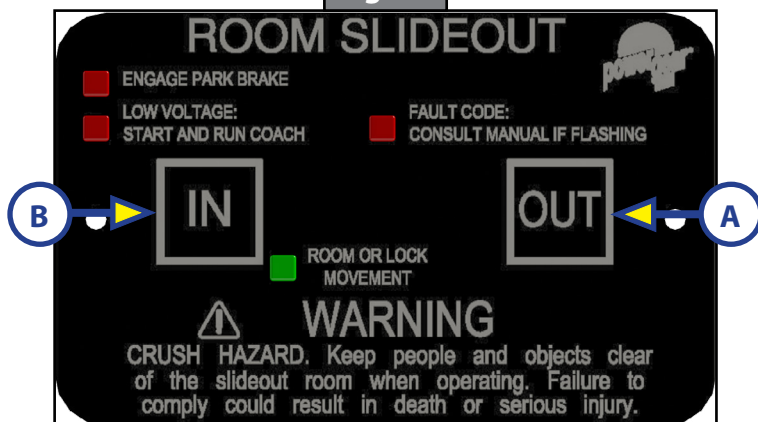 ROOM SLIDEOUT
power gear
ENGAGE PARK BRAKE
LOW VOLTAGE:
START AND RUN COACH
FAULT CODE:
CONSULT MANUAL IF FLASHING
B
IN
OUT
A
ROOM OR LOCK
MOVEMENT
WARNING
CRUSH HAZARD. Keep people and objects clear
of the slideout room when operating. Failure to
comply could result in death or serious injury.